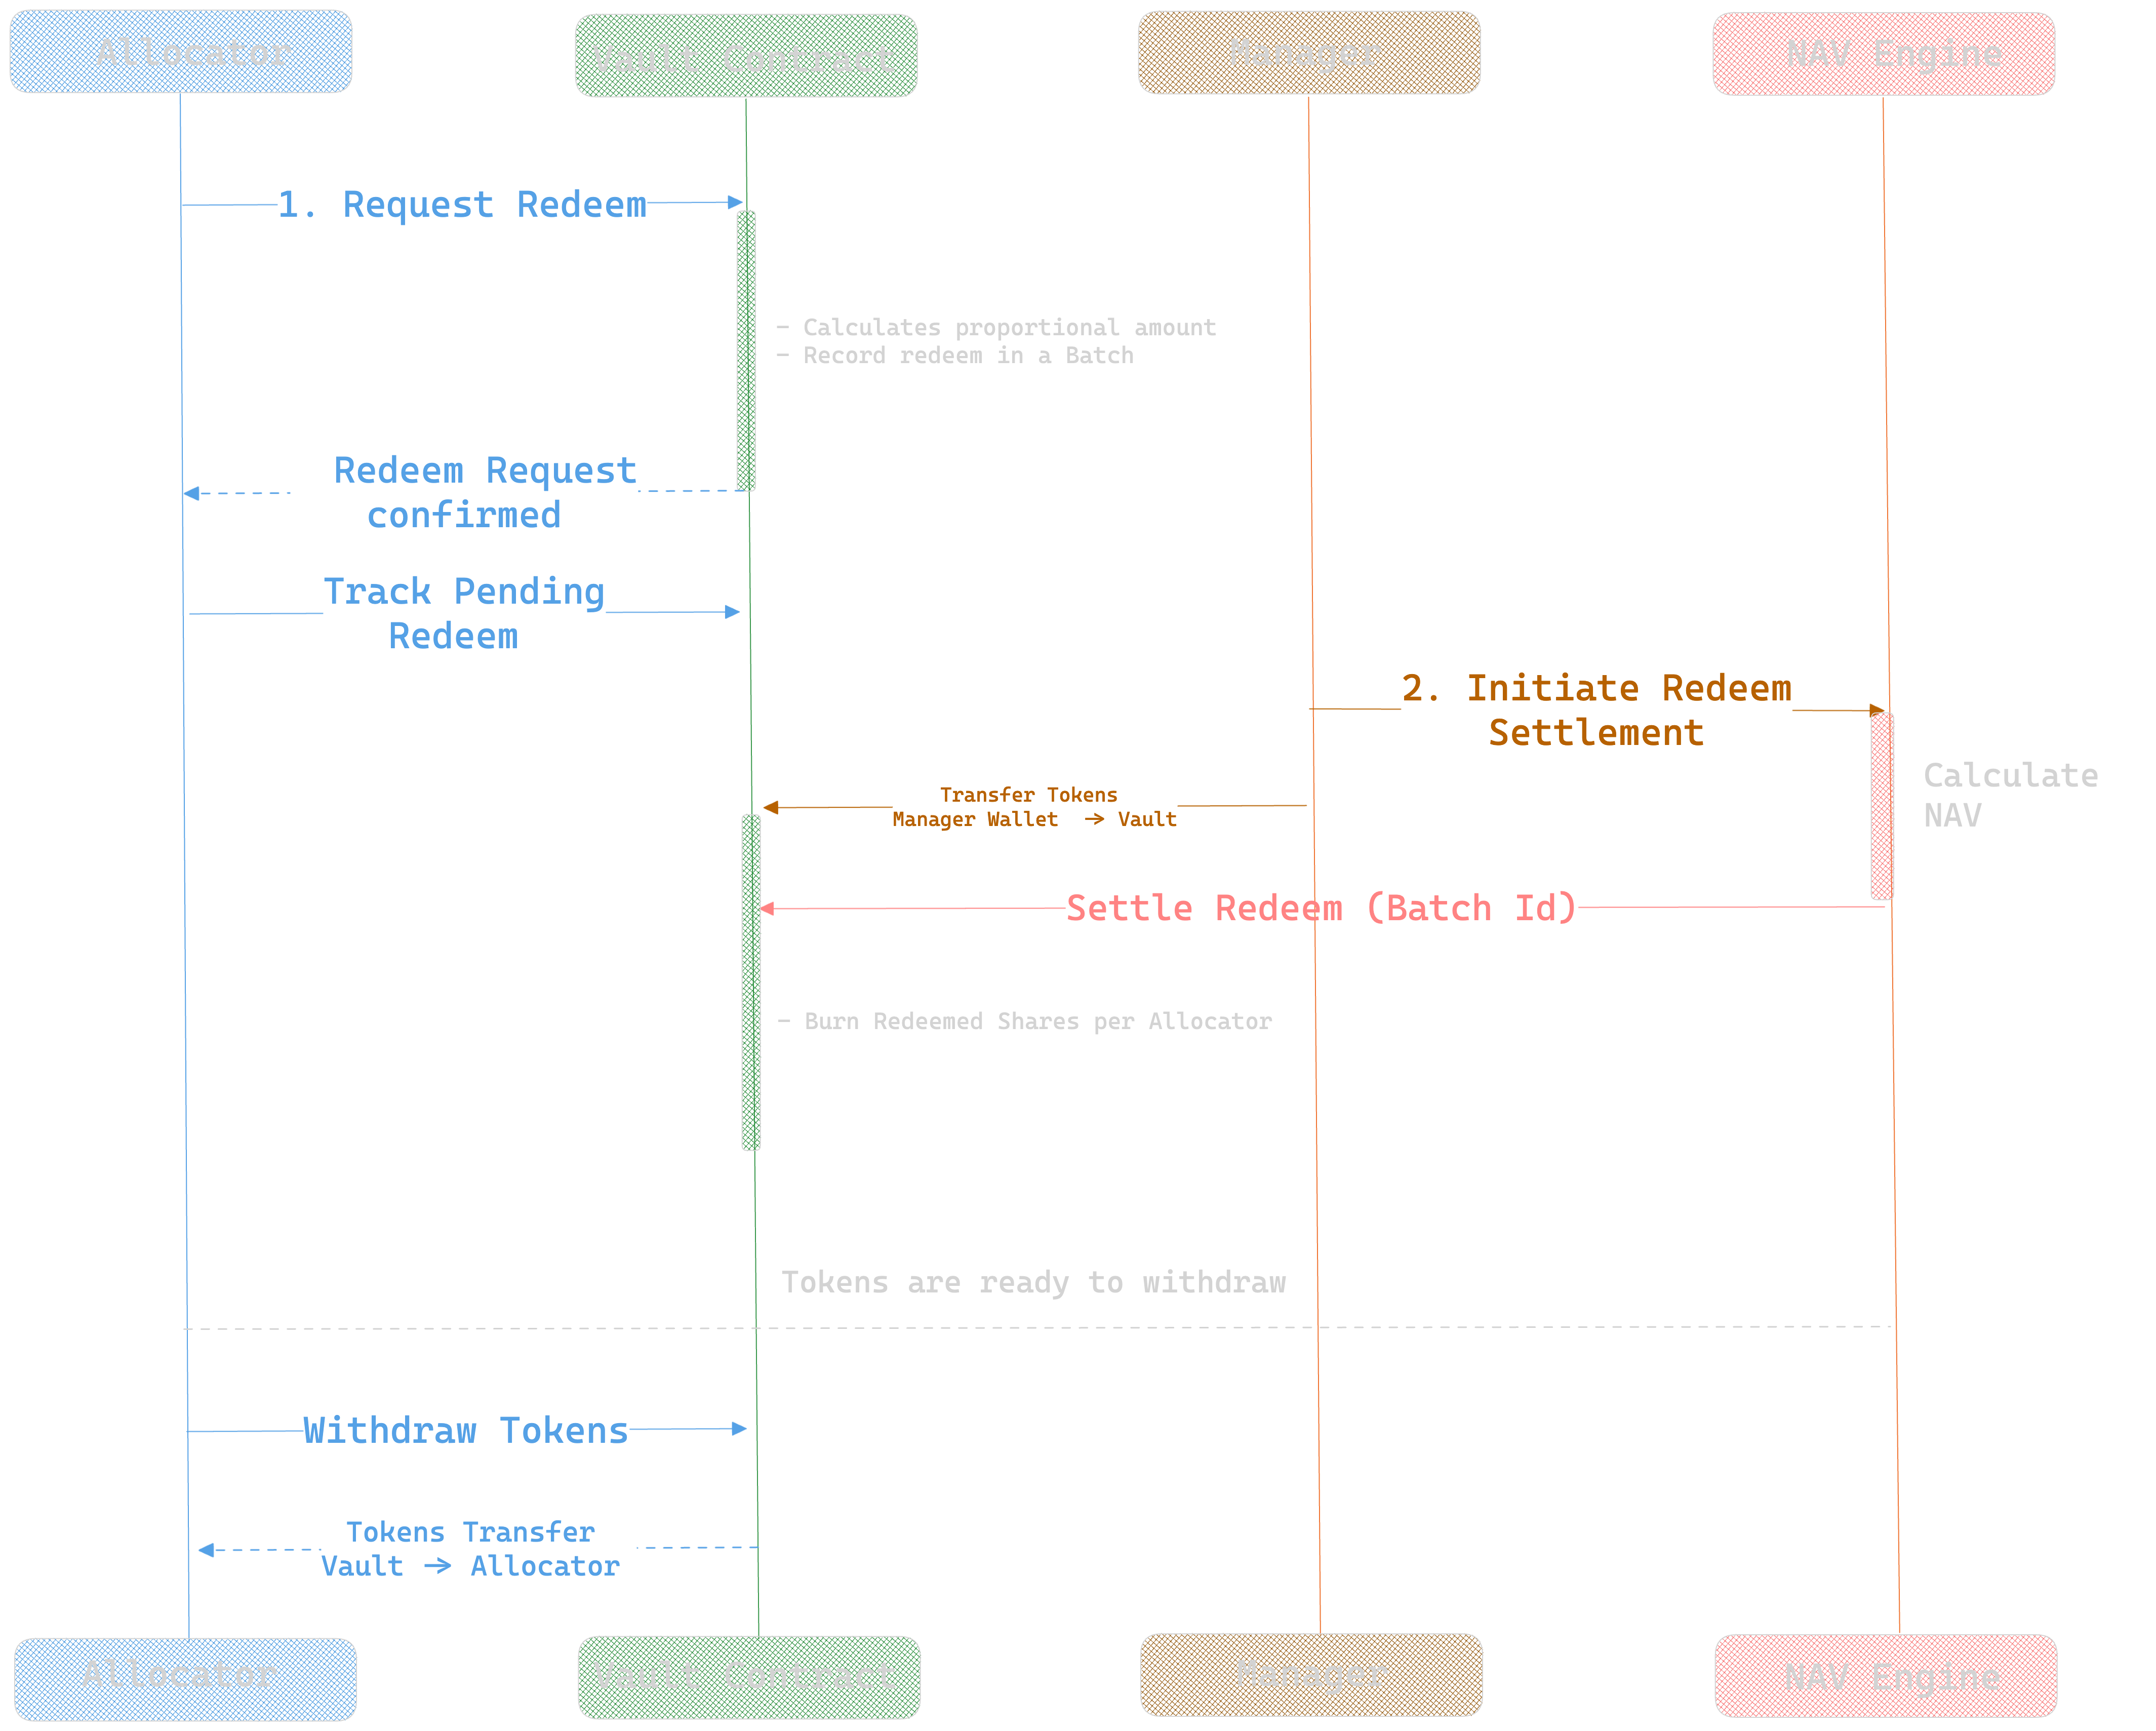 Allocator
Vault Contract
Manager
NAV Engine
1. Request Redeem
- Calculates proportional amount
- Record redeem in a Batch
Redeem Request
confirmed
Track Pending
Redeem
2. Initiate Redeem
Settlement
Calculate
NAV
Transfer Tokens
Manager Wallet → Vault
Settle Redeem (Batch Id)
- Burn Redeemed Shares per Allocator
Tokens are ready to withdraw
Withdraw Tokens
Tokens Transfer
Vault → Allocator
Allocator
Vault Contract
Manager
NAV Engine